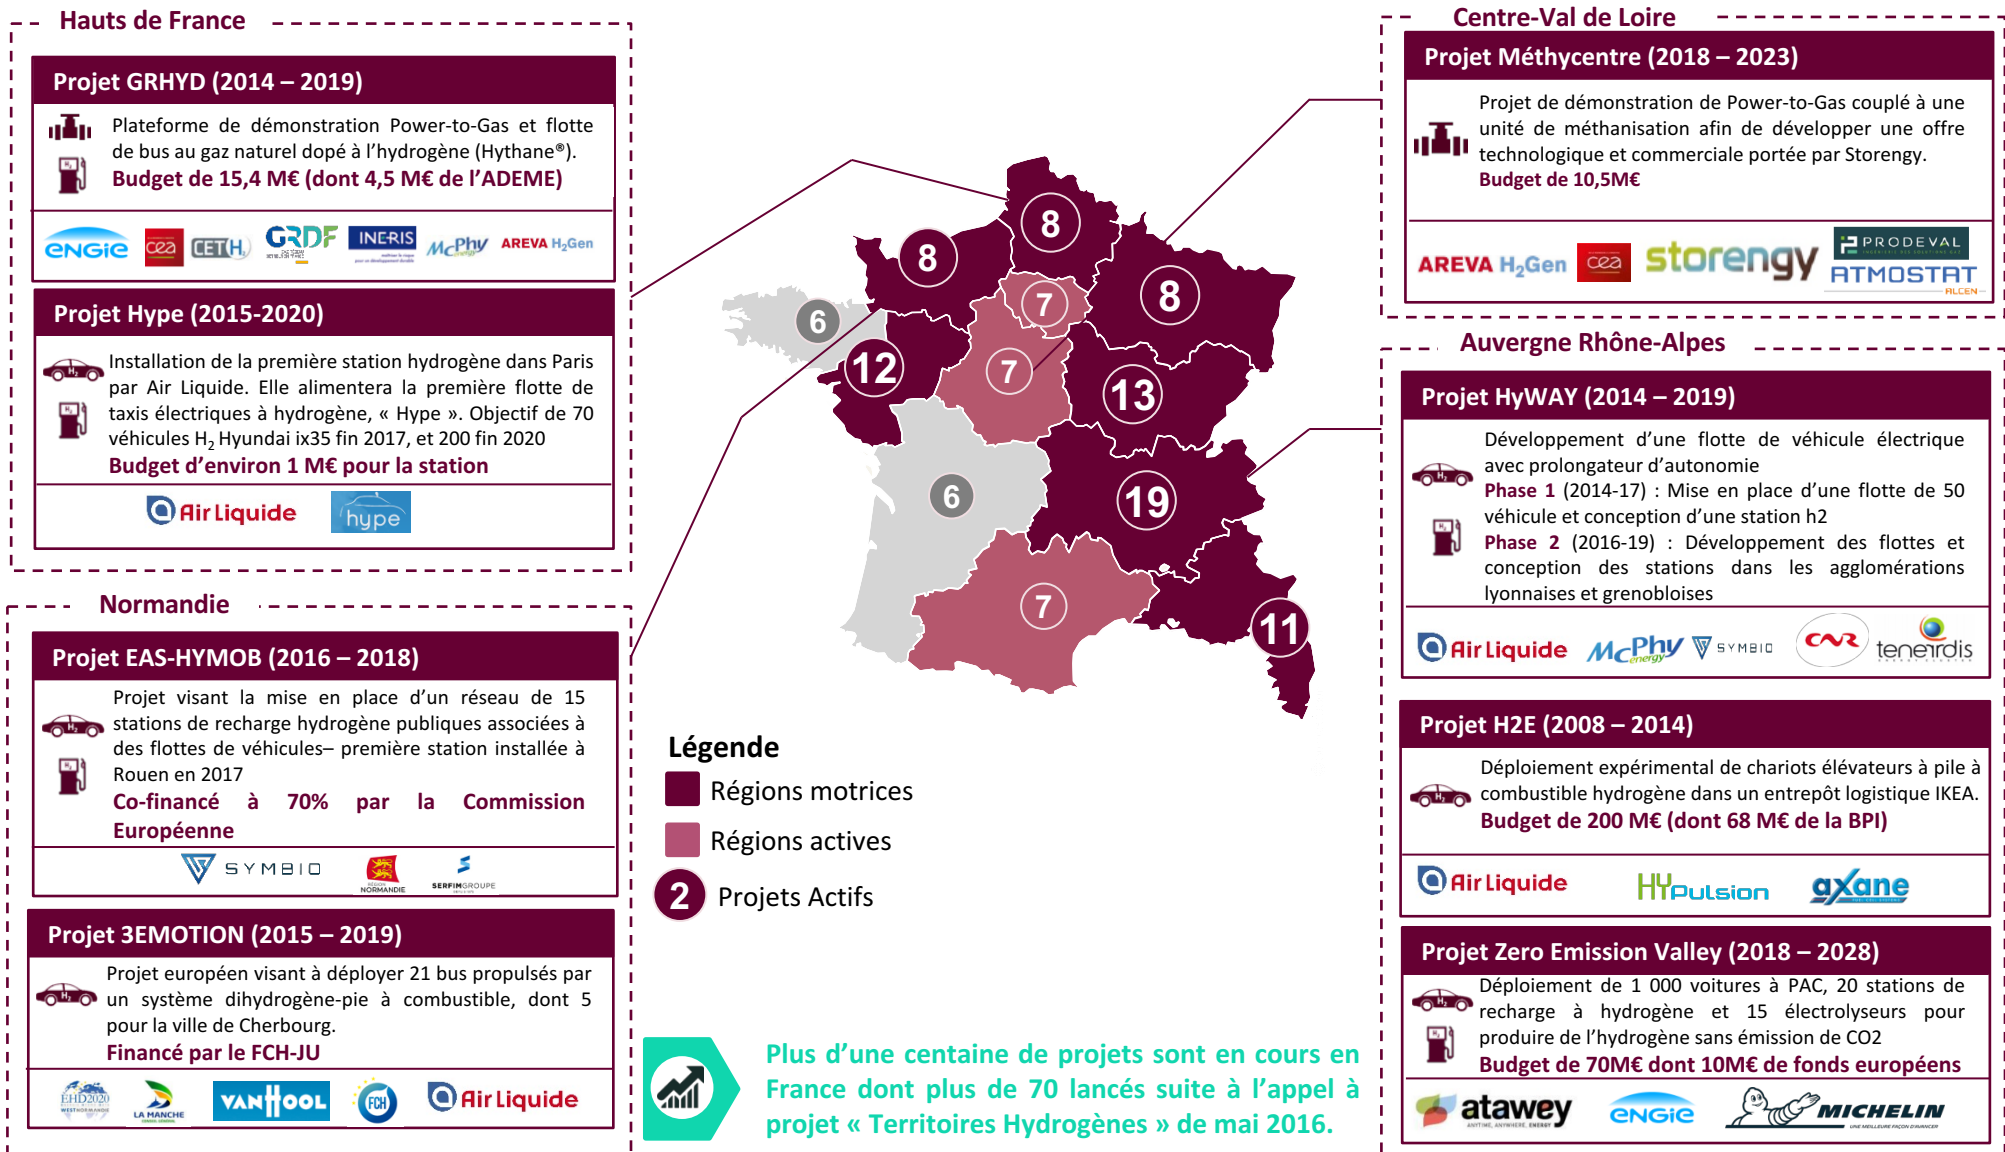 Hauts de France
Projet GRHYD (2014 – 2019)
Plateforme de démonstration Power-to-Gas et flotte
de bus au gaz naturel dopé à l'hydrogène (Hythane®).
Budget de 15,4 M€ (dont 4,5 M€ de l'ADEME)
ENGIE cea CETH2 GRDF INERIS McPhy energy AREVA H2Gen
Projet Hype (2015-2020)
Installation de la première station hydrogène dans Paris
par Air Liquide. Elle alimentera la première flotte de
taxis électriques à hydrogène, « Hype ». Objectif de 70
véhicules H2 Hyundai ix35 fin 2017, et 200 fin 2020
Budget d'environ 1 M€ pour la station
Air Liquide hype
Normandie
Projet EAS-HYMOB (2016 – 2018)
Projet visant la mise en place d'un réseau de 15
stations de recharge hydrogène publiques associées à
des flottes de véhicules– première station installée à
Rouen en 2017
Co-financé à 70% par la Commission
Européenne
SYMBIO RÉGION NORMANDIE SERFIMGROUPE
Projet 3EMOTION (2015 – 2019)
Projet européen visant à déployer 21 bus propulsés par
un système dihydrogène-pie à combustible, dont 5
pour la ville de Cherbourg.
Financé par le FCH-JU
EHD2020 WEST NORMANDIE LA MANCHE CONSEIL GÉNÉRAL VANHOOL FCH Air Liquide
8
8
8
7
6
12
7
13
6
19
7
11
Légende
Régions motrices
Régions actives
2 Projets Actifs
Plus d'une centaine de projets sont en cours en
France dont plus de 70 lancés suite à l'appel à
projet « Territoires Hydrogènes » de mai 2016.
Centre-Val de Loire
Projet Méthycentre (2018 – 2023)
Projet de démonstration de Power-to-Gas couplé à une
unité de méthanisation afin de développer une offre
technologique et commerciale portée par Storengy.
Budget de 10,5M€
AREVA H2Gen cea storengy PRODEVAL ATMOSTAT ALCEN
Auvergne Rhône-Alpes
Projet HyWAY (2014 – 2019)
Développement d'une flotte de véhicule électrique
avec prolongateur d'autonomie
Phase 1 (2014-17) : Mise en place d'une flotte de 50
véhicule et conception d'une station h2
Phase 2 (2016-19) : Développement des flottes et
conception des stations dans les agglomérations
lyonnaises et grenobloises
Air Liquide McPhy energy SYMBIO CNR tenerrdis
Projet H2E (2008 – 2014)
Déploiement expérimental de chariots élévateurs à pile à
combustible hydrogène dans un entrepôt logistique IKEA.
Budget de 200 M€ (dont 68 M€ de la BPI)
Air Liquide HYPulsion axane
Projet Zero Emission Valley (2018 – 2028)
Déploiement de 1 000 voitures à PAC, 20 stations de
recharge à hydrogène et 15 électrolyseurs pour
produire de l'hydrogène sans émission de CO2
Budget de 70M€ dont 10M€ de fonds européens
atawey ANYTIME, ANYWHERE, ENERGY ENGIE MICHELIN UNE MEILLEURE FAÇON D'AVANCER